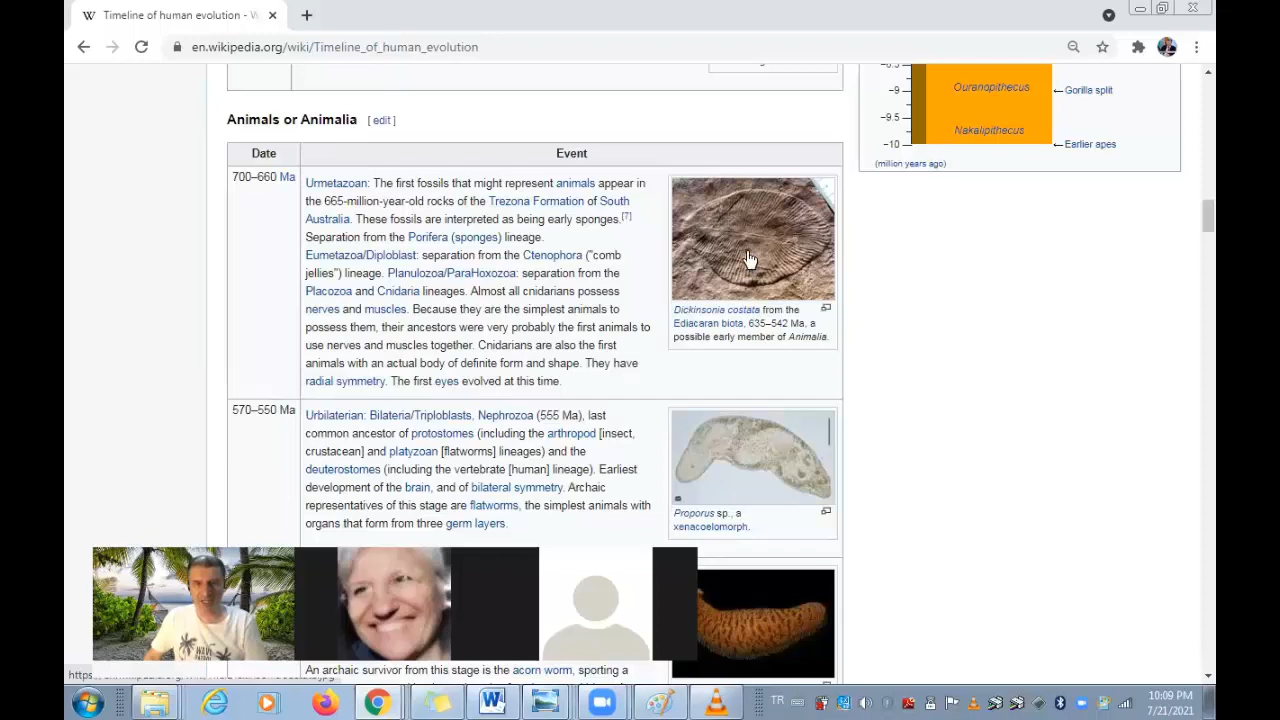 Timeline of human evolution - W
en.wikipedia.org/wiki/Timeline_of_human_evolution
Ouranopithecus
−9
Gorilla split
−9.5
Nakalipithecus
−10
Earlier apes
(million years ago)
Animals or Animalia [ edit ]
Date Event
700–660 Ma
Urmetazoan: The first fossils that might represent animals appear in
the 665-million-year-old rocks of the Trezona Formation of South
Australia. These fossils are interpreted as being early sponges.[7]
Separation from the Porifera (sponges) lineage.
Eumetazoa/Diploblast: separation from the Ctenophora ("comb
jellies") lineage. Planulozoa/ParaHoxozoa: separation from the
Placozoa and Cnidaria lineages. Almost all cnidarians possess
nerves and muscles. Because they are the simplest animals to
possess them, their ancestors were very probably the first animals to
use nerves and muscles together. Cnidarians are also the first
animals with an actual body of definite form and shape. They have
radial symmetry. The first eyes evolved at this time.
Dickinsonia costata from the
Ediacaran biota, 635–542 Ma, a
possible early member of Animalia.
570–550 Ma
Urbilaterian: Bilateria/Triploblasts, Nephrozoa (555 Ma), last
common ancestor of protostomes (including the arthropod [insect,
crustacean] and platyzoan [flatworms] lineages) and the
deuterostomes (including the vertebrate [human] lineage). Earliest
development of the brain, and of bilateral symmetry. Archaic
representatives of this stage are flatworms, the simplest animals with
organs that form from three germ layers.
Proporus sp., a
xenacoelomorph.
An archaic survivor from this stage is the acorn worm, sporting a
TR
10:09 PM
7/21/2021